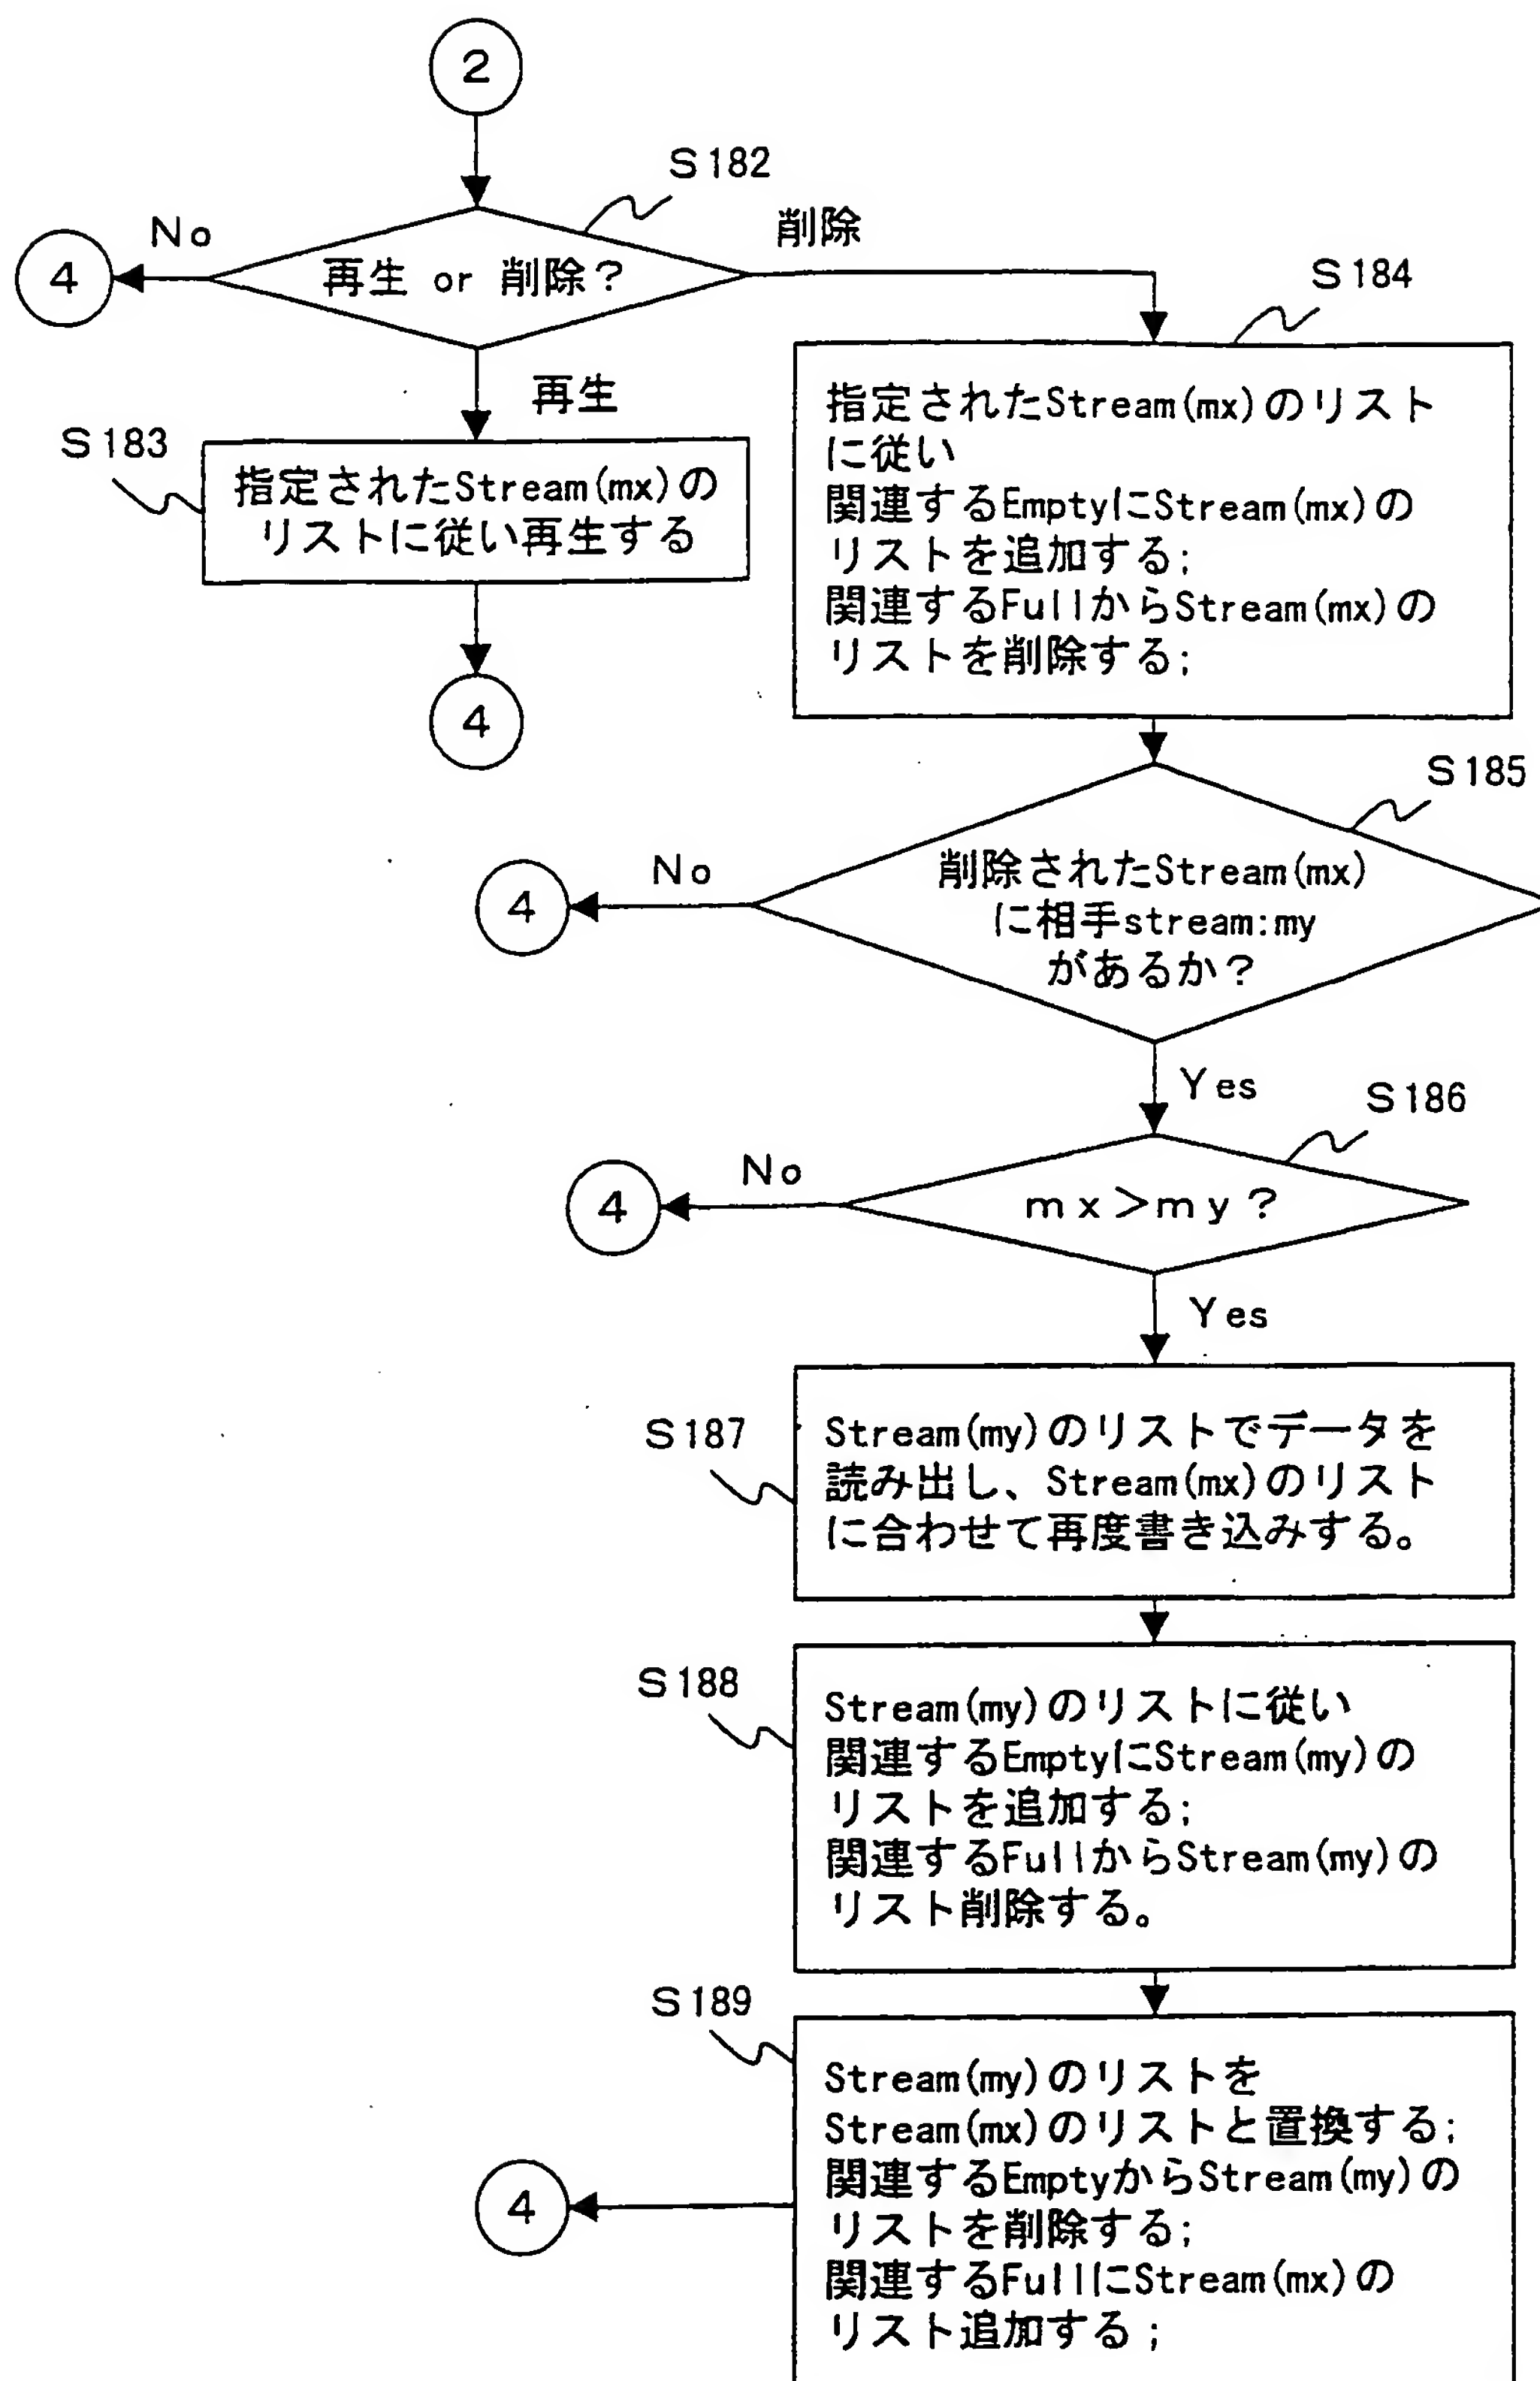 2
S182
No
削除
4
再生 or 削除？
S184
再生
S183
指定されたStream(mx)の
リストに従い再生する
4
指定されたStream(mx)のリスト
に従い
関連するEmptyにStream(mx)の
リストを追加する;
関連するFullからStream(mx)の
リストを削除する;
S185
No
4
削除されたStream(mx)
に相手stream:my
があるか？
Yes
S186
No
4
ｍｘ＞ｍｙ？
Yes
S187
Stream(my)のリストでデータを
読み出し、Stream(mx)のリスト
に合わせて再度書き込みする。
S188
Stream(my)のリストに従い
関連するEmptyにStream(my)の
リストを追加する;
関連するFullからStream(my)の
リスト削除する。
S189
Stream(my)のリストを
Stream(mx)のリストと置換する;
関連するEmptyからStream(my)の
リストを削除する;
関連するFullにStream(mx)の
リスト追加する;
4